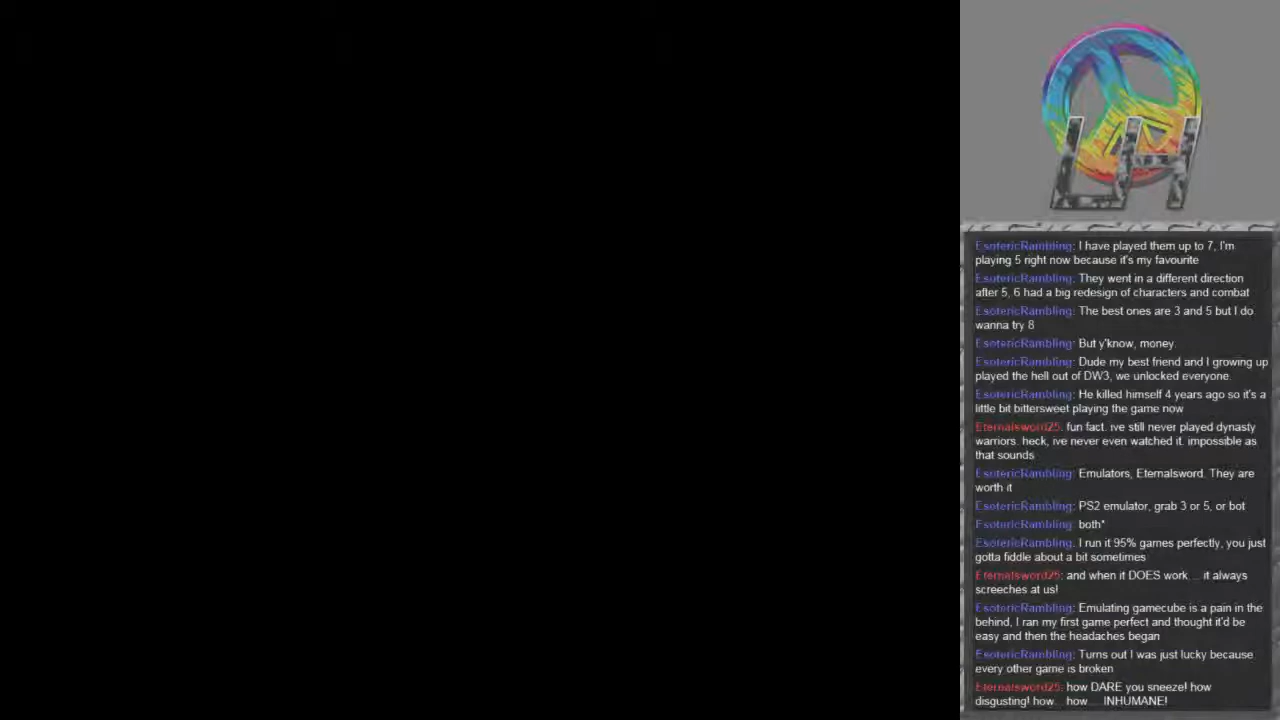 LH
EsotericRambling: I have played them up to 7, I'm
playing 5 right now because it's my favourite
EsotericRambling: They went in a different direction
after 5, 6 had a big redesign of characters and combat
EsotericRambling: The best ones are 3 and 5 but I do
wanna try 8
EsotericRambling: But y'know, money.
EsotericRambling: Dude my best friend and I growing up
played the hell out of DW3, we unlocked everyone.
EsotericRambling: He killed himself 4 years ago so it's a
little bit bittersweet playing the game now
Eternalsword25: fun fact. ive still never played dynasty
warriors. heck, ive never even watched it. impossible as
that sounds
EsotericRambling: Emulators, Eternalsword. They are
worth it
EsotericRambling: PS2 emulator, grab 3 or 5, or bot
EsotericRambling: both*
EsotericRambling: I run it 95% games perfectly, you just
gotta fiddle about a bit sometimes
Eternalsword25: and when it DOES work.... it always
screeches at us!
EsotericRambling: Emulating gamecube is a pain in the
behind, I ran my first game perfect and thought it'd be
easy and then the headaches began
EsotericRambling: Turns out I was just lucky because
every other game is broken
Eternalsword25: how DARE you sneeze! how
disgusting! how... how.... INHUMANE!